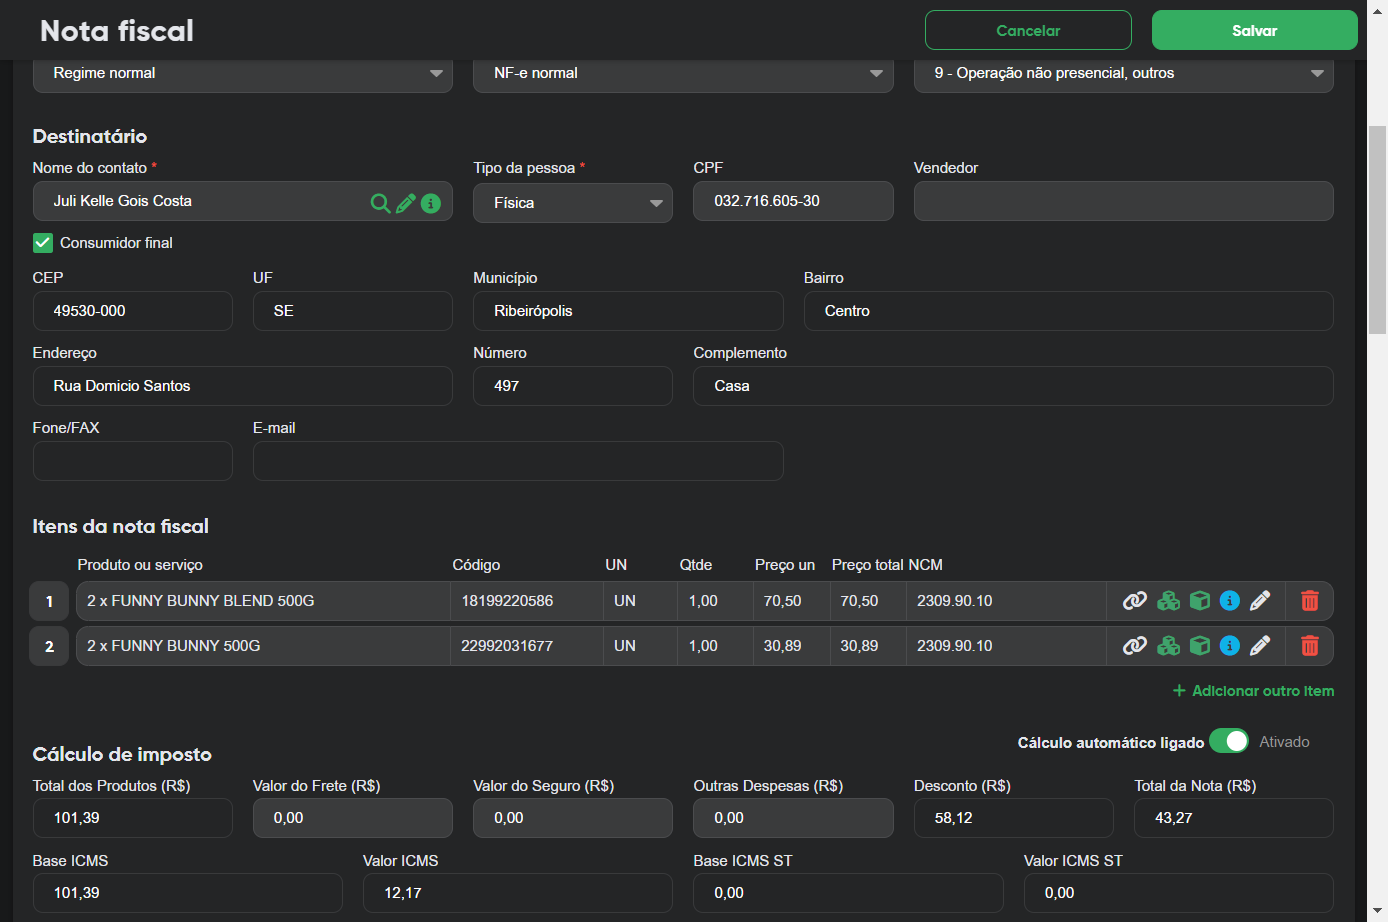 Nota fiscal
Cancelar
Salvar
Regime normal
NF-e normal
9 - Operação não presencial, outros
Destinatário
Nome do contato *
Tipo da pessoa *
CPF
Vendedor
Juli Kelle Gois Costa
Física
032.716.605-30
Consumidor final
CEP
UF
Município
Bairro
49530-000
SE
Ribeirópolis
Centro
Endereço
Número
Complemento
Rua Domicio Santos
497
Casa
Fone/FAX
E-mail
Itens da nota fiscal
Produto ou serviço
Código
UN
Qtde
Preço un
Preço total
NCM
1
2 x FUNNY BUNNY BLEND 500G
18199220586
UN
1,00
70,50
70,50
2309.90.10
2
2 x FUNNY BUNNY 500G
22992031677
UN
1,00
30,89
30,89
2309.90.10
+ Adicionar outro item
Cálculo de imposto
Cálculo automático ligado
Ativado
Total dos Produtos (R$)
Valor do Frete (R$)
Valor do Seguro (R$)
Outras Despesas (R$)
Desconto (R$)
Total da Nota (R$)
101,39
0,00
0,00
0,00
58,12
43,27
Base ICMS
Valor ICMS
Base ICMS ST
Valor ICMS ST
101,39
12,17
0,00
0,00